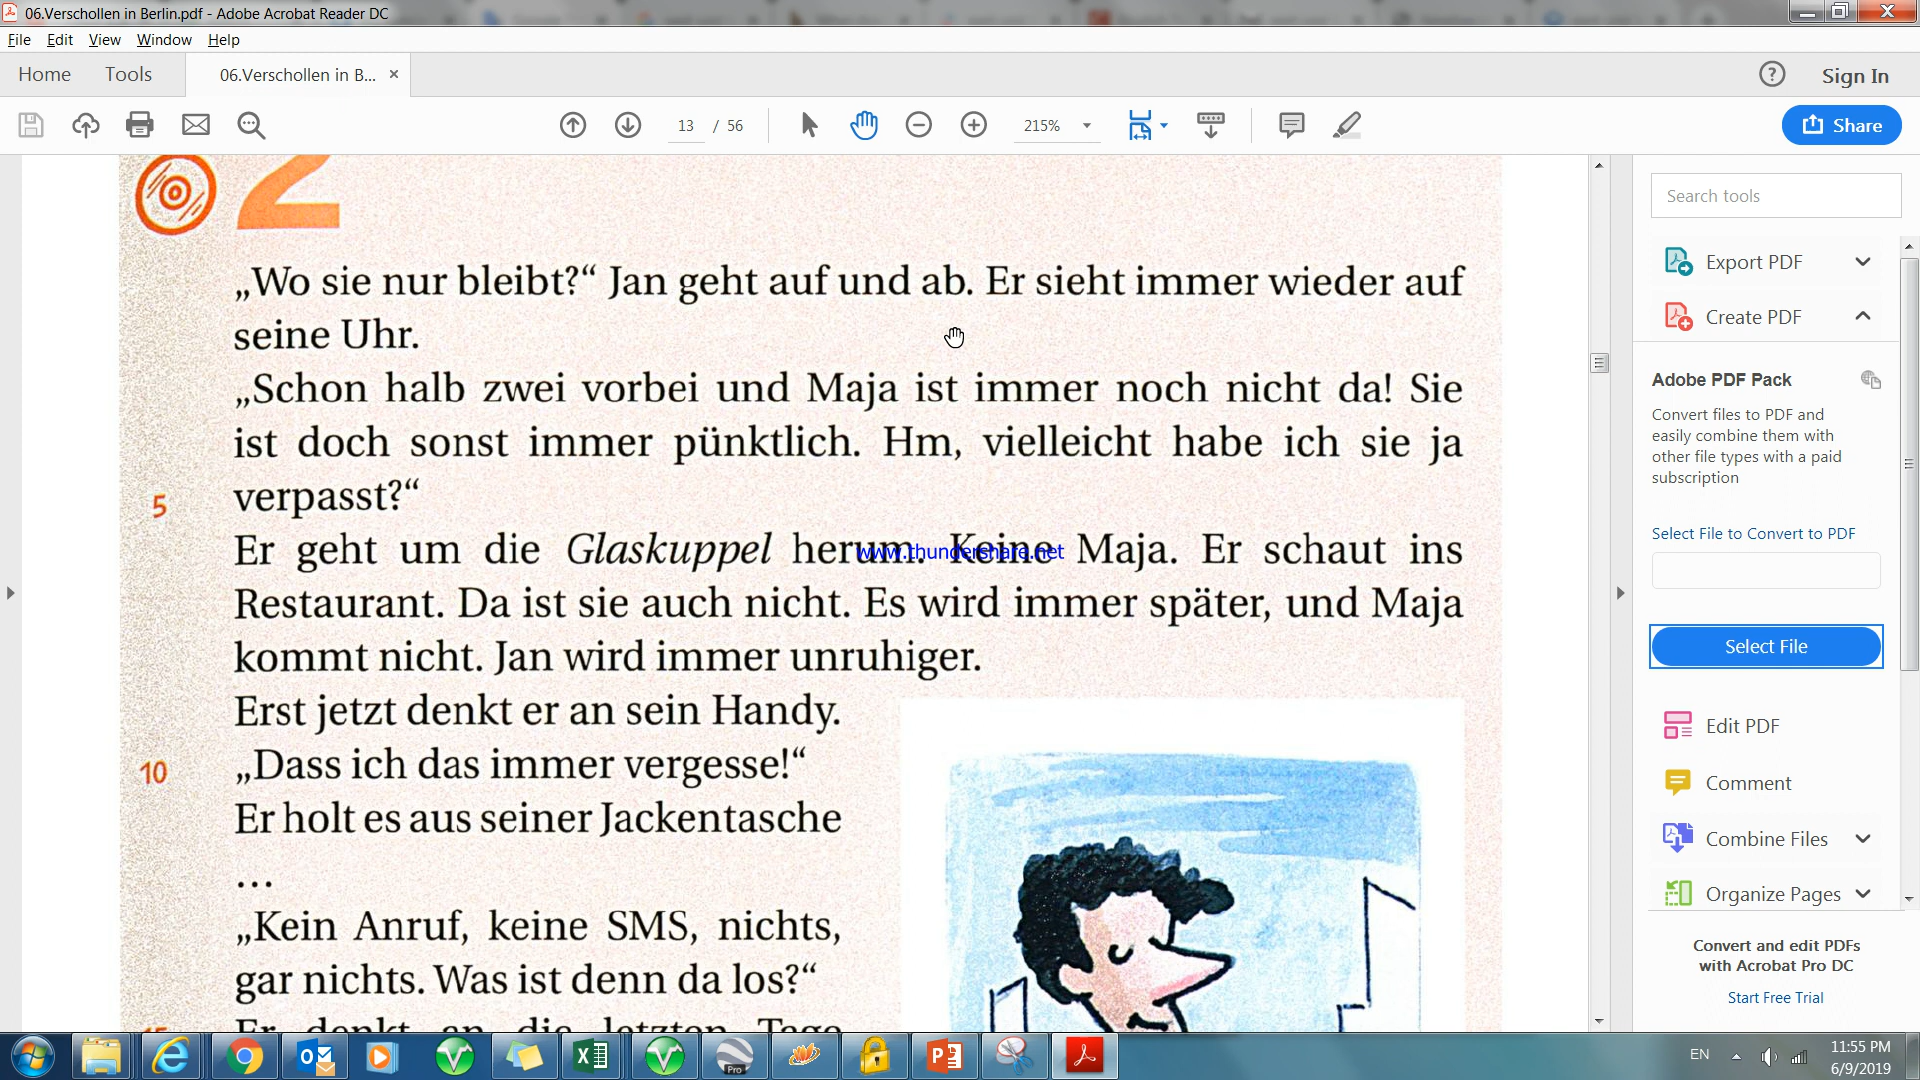 06.Verschollen in Berlin.pdf - Adobe Acrobat Reader DC
File Edit View Window Help
Home Tools 06.Verschollen in B... × Sign In
13 / 56 215% Share
2
„Wo sie nur bleibt?“ Jan geht auf und ab. Er sieht immer wieder auf
seine Uhr.
„Schon halb zwei vorbei und Maja ist immer noch nicht da! Sie
ist doch sonst immer pünktlich. Hm, vielleicht habe ich sie ja
5 verpasst?“
Er geht um die Glaskuppel herum. Keine Maja. Er schaut ins
www.thundershare.net
Restaurant. Da ist sie auch nicht. Es wird immer später, und Maja
kommt nicht. Jan wird immer unruhiger.
Erst jetzt denkt er an sein Handy.
10 „Dass ich das immer vergesse!“
Er holt es aus seiner Jackentasche
…
„Kein Anruf, keine SMS, nichts,
gar nichts. Was ist denn da los?“
15 Er denkt an die letzten Tage
Search tools
Export PDF
Create PDF
Adobe PDF Pack
Convert files to PDF and
easily combine them with
other file types with a paid
subscription
Select File to Convert to PDF
Select File
Edit PDF
Comment
Combine Files
Organize Pages
Convert and edit PDFs
with Acrobat Pro DC
Start Free Trial
Pro
EN
11:55 PM
6/9/2019